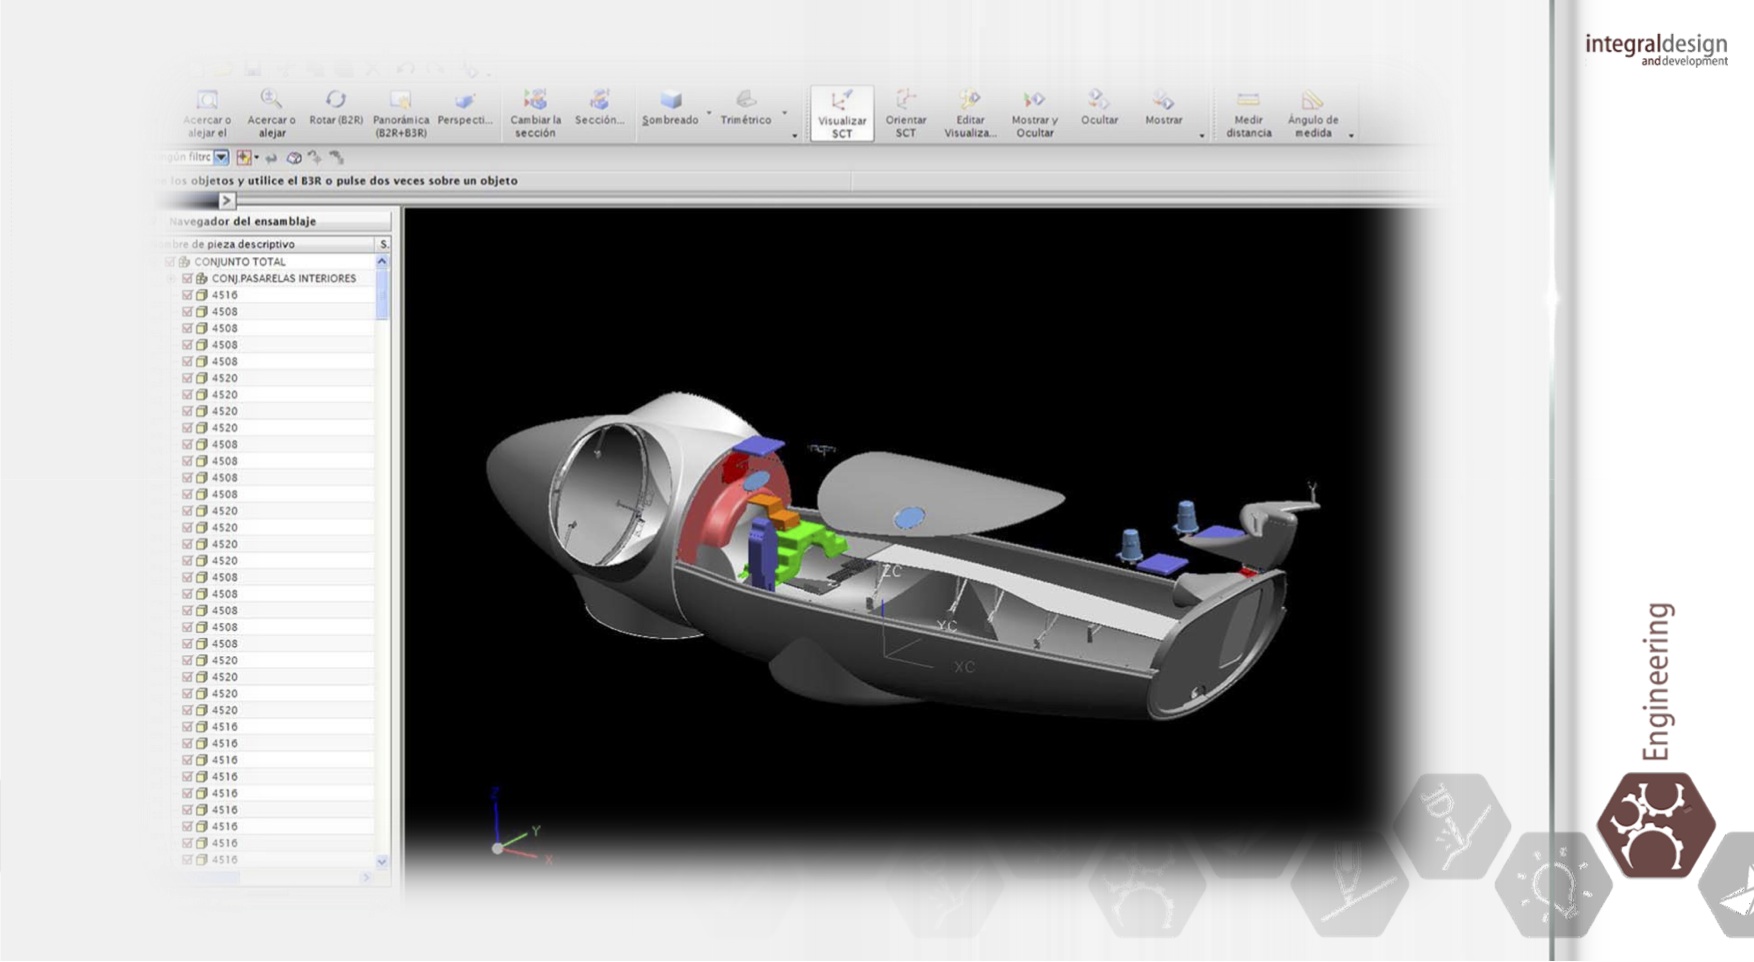 integraldesign
and development
Acercar o alejar el
Acercar o alejar
Rotar (B2R)
Panorámica (B2R+B3R)
Perspecti...
Cambiar la sección
Sección...
Sombreado
Trimétrico
Visualizar SCT
Orientar SCT
Editar Visualiza...
Mostrar y Ocultar
Ocultar
Mostrar
Medir distancia
Ángulo de medida
los objetos y utilice el B3R o pulse dos veces sobre un objeto
Navegador del ensamblaje
de pieza descriptivo S.
CONJUNTO TOTAL
CONJ.PASARELAS INTERIORES
4516
4508
4508
4508
4508
4520
4520
4520
4520
4508
4508
4508
4508
4520
4520
4520
4520
4508
4508
4508
4508
4508
4520
4520
4520
4520
4516
4516
4516
4516
4516
4516
4516
4516
4516
ZC
YC
XC
Z
Y
X
Engineering